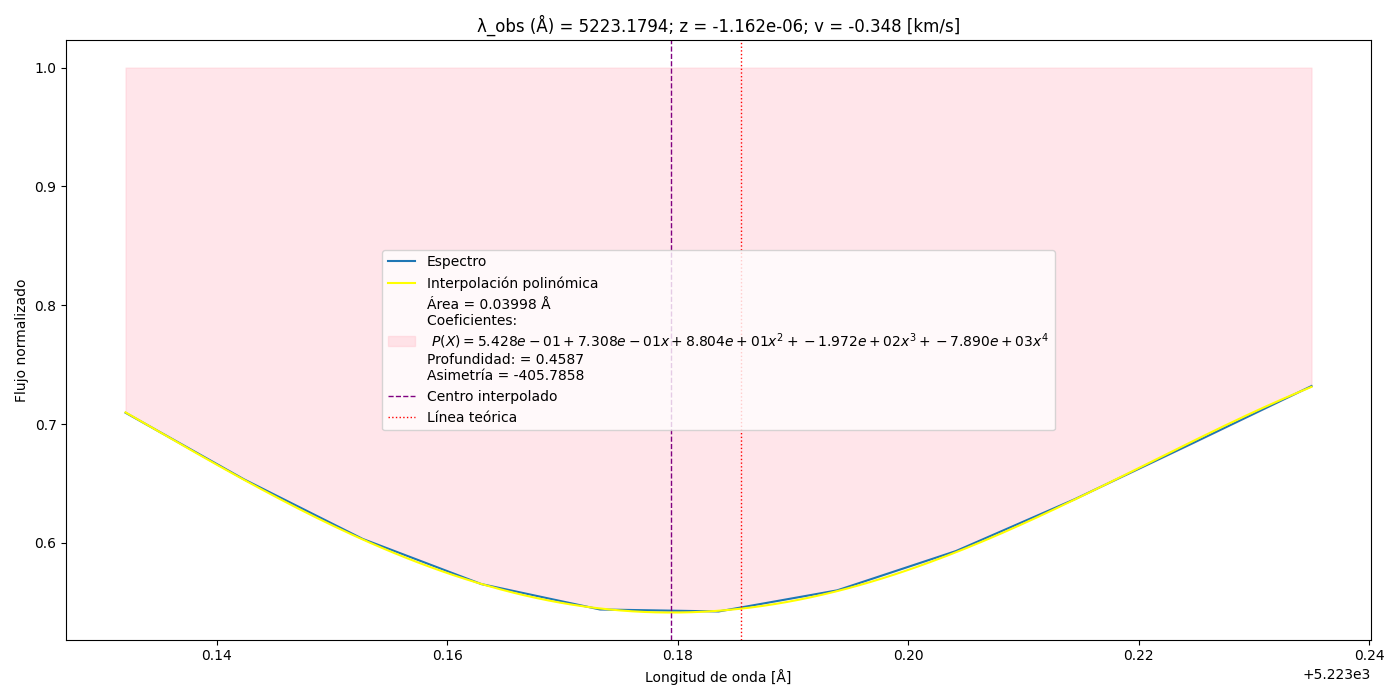 λ_obs (Å) = 5223.1794; z = -1.162e-06; v = -0.348 [km/s]
1.0
0.9
0.8
0.7
0.6
Flujo normalizado
Espectro
Interpolación polinómica
Área = 0.03998 Å
Coeficientes:
P(X) = 5.428e − 01 + 7.308e − 01x + 8.804e + 01x² + −1.972e + 02x³ + −7.890e + 03x⁴
Profundidad: = 0.4587
Asimetría = -405.7858
Centro interpolado
Línea teórica
0.14 0.16 0.18 0.20 0.22 0.24
Longitud de onda [Å]
+5.223e3